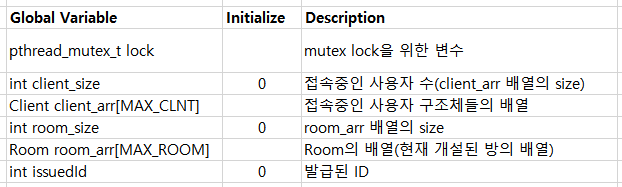 Global Variable Initialize Description
pthread_mutex_t lock mutex lock을 위한 변수
int client_size 0 접속중인 사용자 수(client_arr 배열의 size)
Client client_arr[MAX_CLNT] 접속중인 사용자 구조체들의 배열
int room_size 0 room_arr 배열의 size
Room room_arr[MAX_ROOM] Room의 배열(현재 개설된 방의 배열)
int issuedId 0 발급된 ID